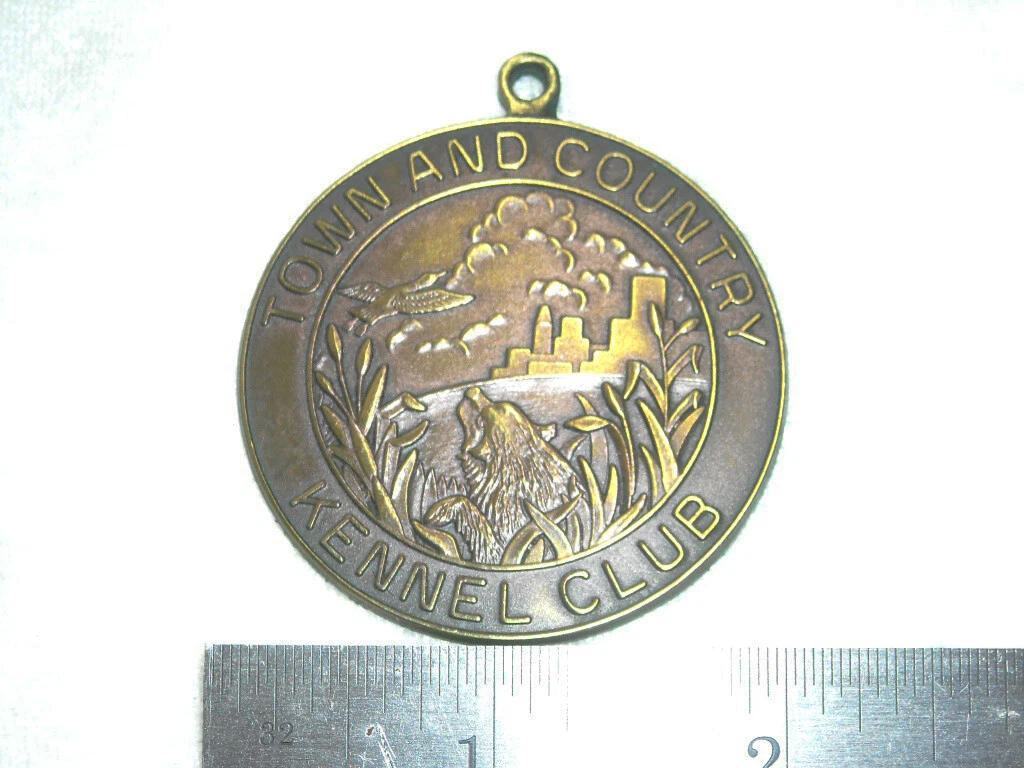 TOWN AND COUNTRY
KENNEL CLUB
32 1 2